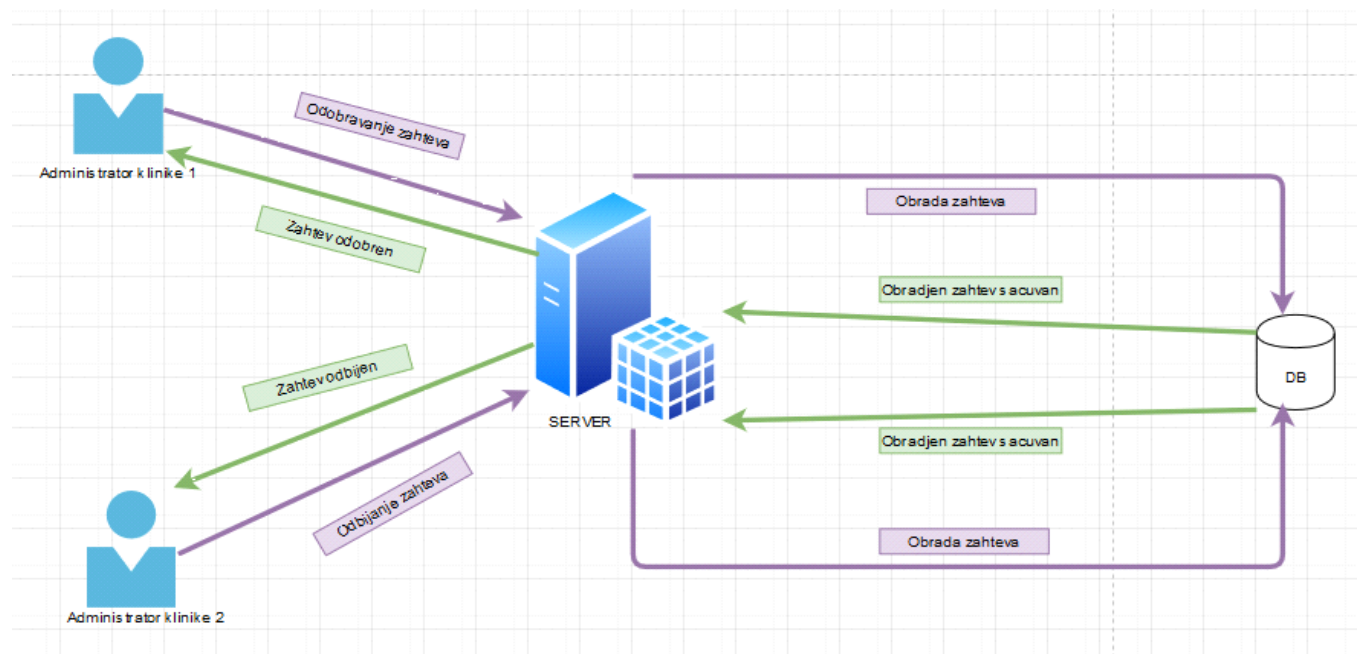 Odobravanje zahteva
Administrator klinike 1
Obrada zahteva
Zahtev odobren
Obradjen zahtev sacuvan
Zahtev odbijen
DB
SERVER
Obradjen zahtev sacuvan
Odbijanje zahteva
Obrada zahteva
Administrator klinike 2